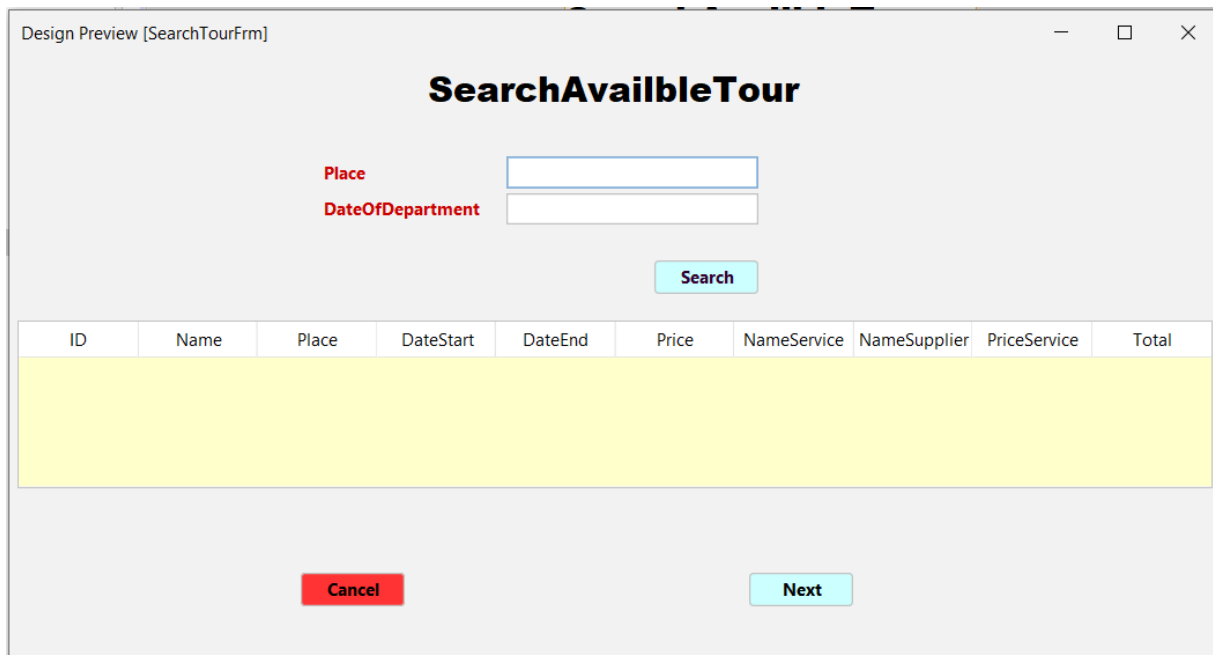 Design Preview [SearchTourFrm]
SearchAvailbleTour
Place
DateOfDepartment
Search
ID Name Place DateStart DateEnd Price NameService NameSupplier PriceService Total
Cancel Next